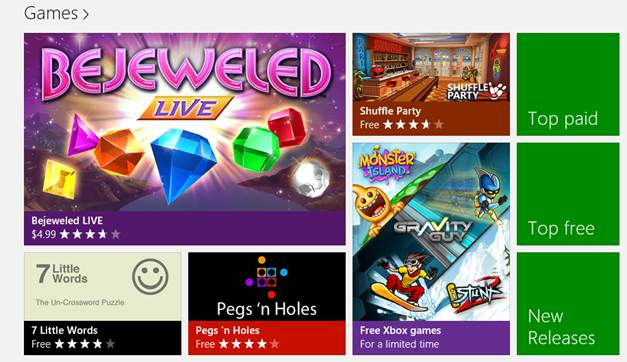 Games >
BEJEWELED
LIVE
Bejeweled LIVE
$4.99
SHUFFLE
PARTY
Shuffle Party
Free
Top paid
MONSTER
ISLAND
GRAVITY
GUY
iSTUNT
2
Free Xbox games
For a limited time
Top free
7 Little
Words
The Un-Crossword Puzzle
7 Little Words
Free
Pegs 'n Holes
Pegs 'n Holes
Free
New
Releases